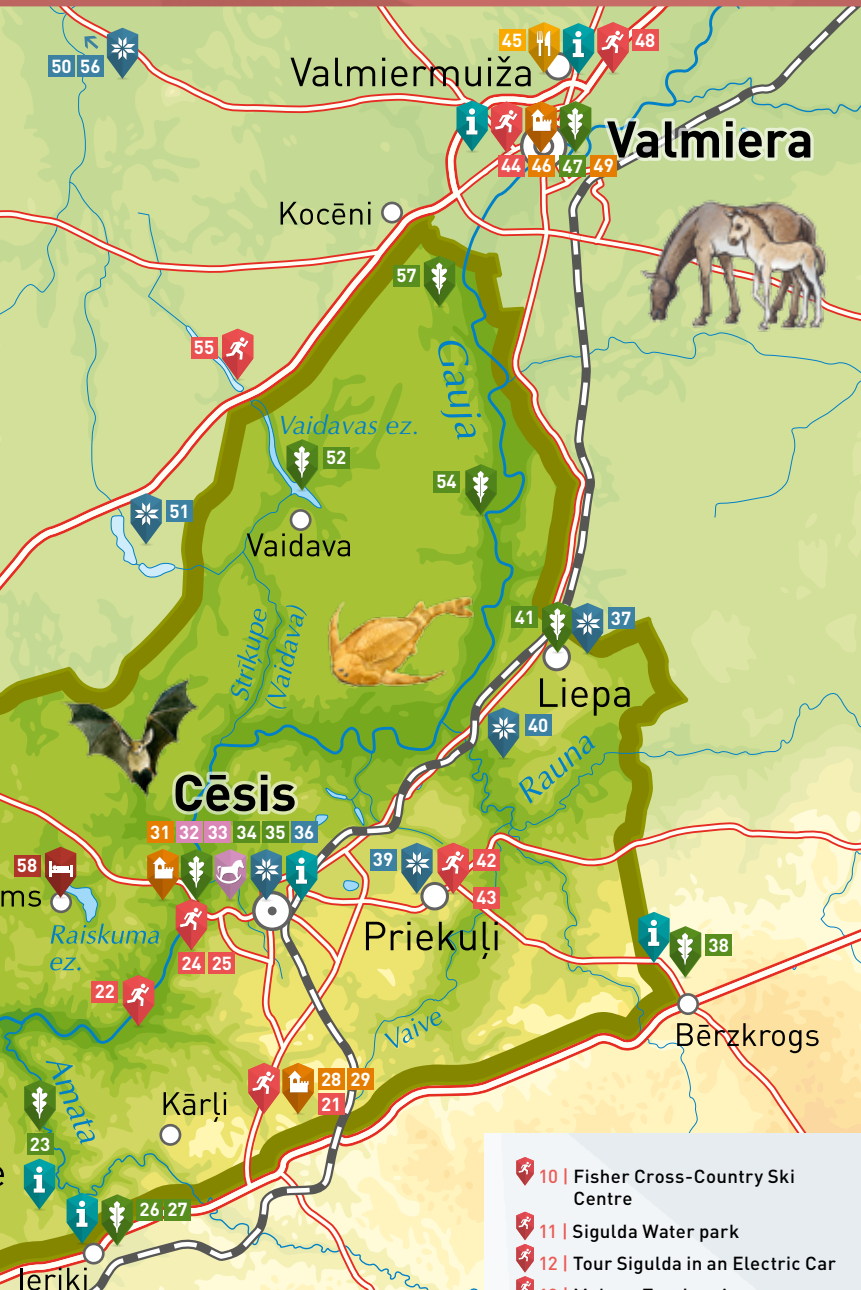 50 56
45
48
Valmiermuiža
Valmiera
44 46 47 49
Kocēni
57
55
Gauja
Vaidavas ez.
52
54
51
Vaidava
Strīķupe
(Vaidava)
41
37
Liepa
40
Rauna
Cēsis
31 32 33 34 35 36
58
39
42
43
ms
Raiskuma
ez.
Priekuļi
24 25
38
22
Bērzkrogs
Vaive
Amata
28 29
21
Kārļi
23
e
26 27
Ieriķi
10 | Fisher Cross-Country Ski
Centre
11 | Sigulda Water park
12 | Tour Sigulda in an Electric Car